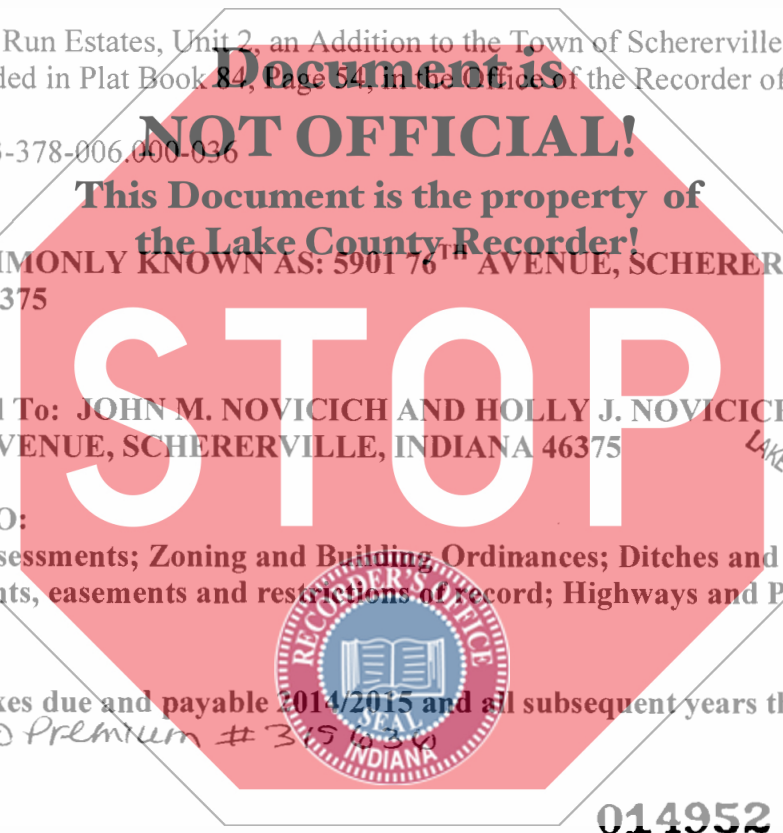 Run Estates, Unit 2, an Addition to the Town of Schererville
ded in Plat Book 84, Page 54, in the Office of the Recorder of
Document is
NOT OFFICIAL!
-378-006.000-036
This Document is the property of
the Lake County Recorder!
MONLY KNOWN AS: 5901 76TH AVENUE, SCHERER
375
STOP
To: JOHN M. NOVICICH AND HOLLY J. NOVICICH
VENUE, SCHERERVILLE, INDIANA 46375
LAKE
O:
sessments; Zoning and Building Ordinances; Ditches and
nts, easements and restrictions of record; Highways and P
RECORDER'S OFFICE
SEAL
INDIANA
xes due and payable 2014/2015 and all subsequent years th
Premium #
014952